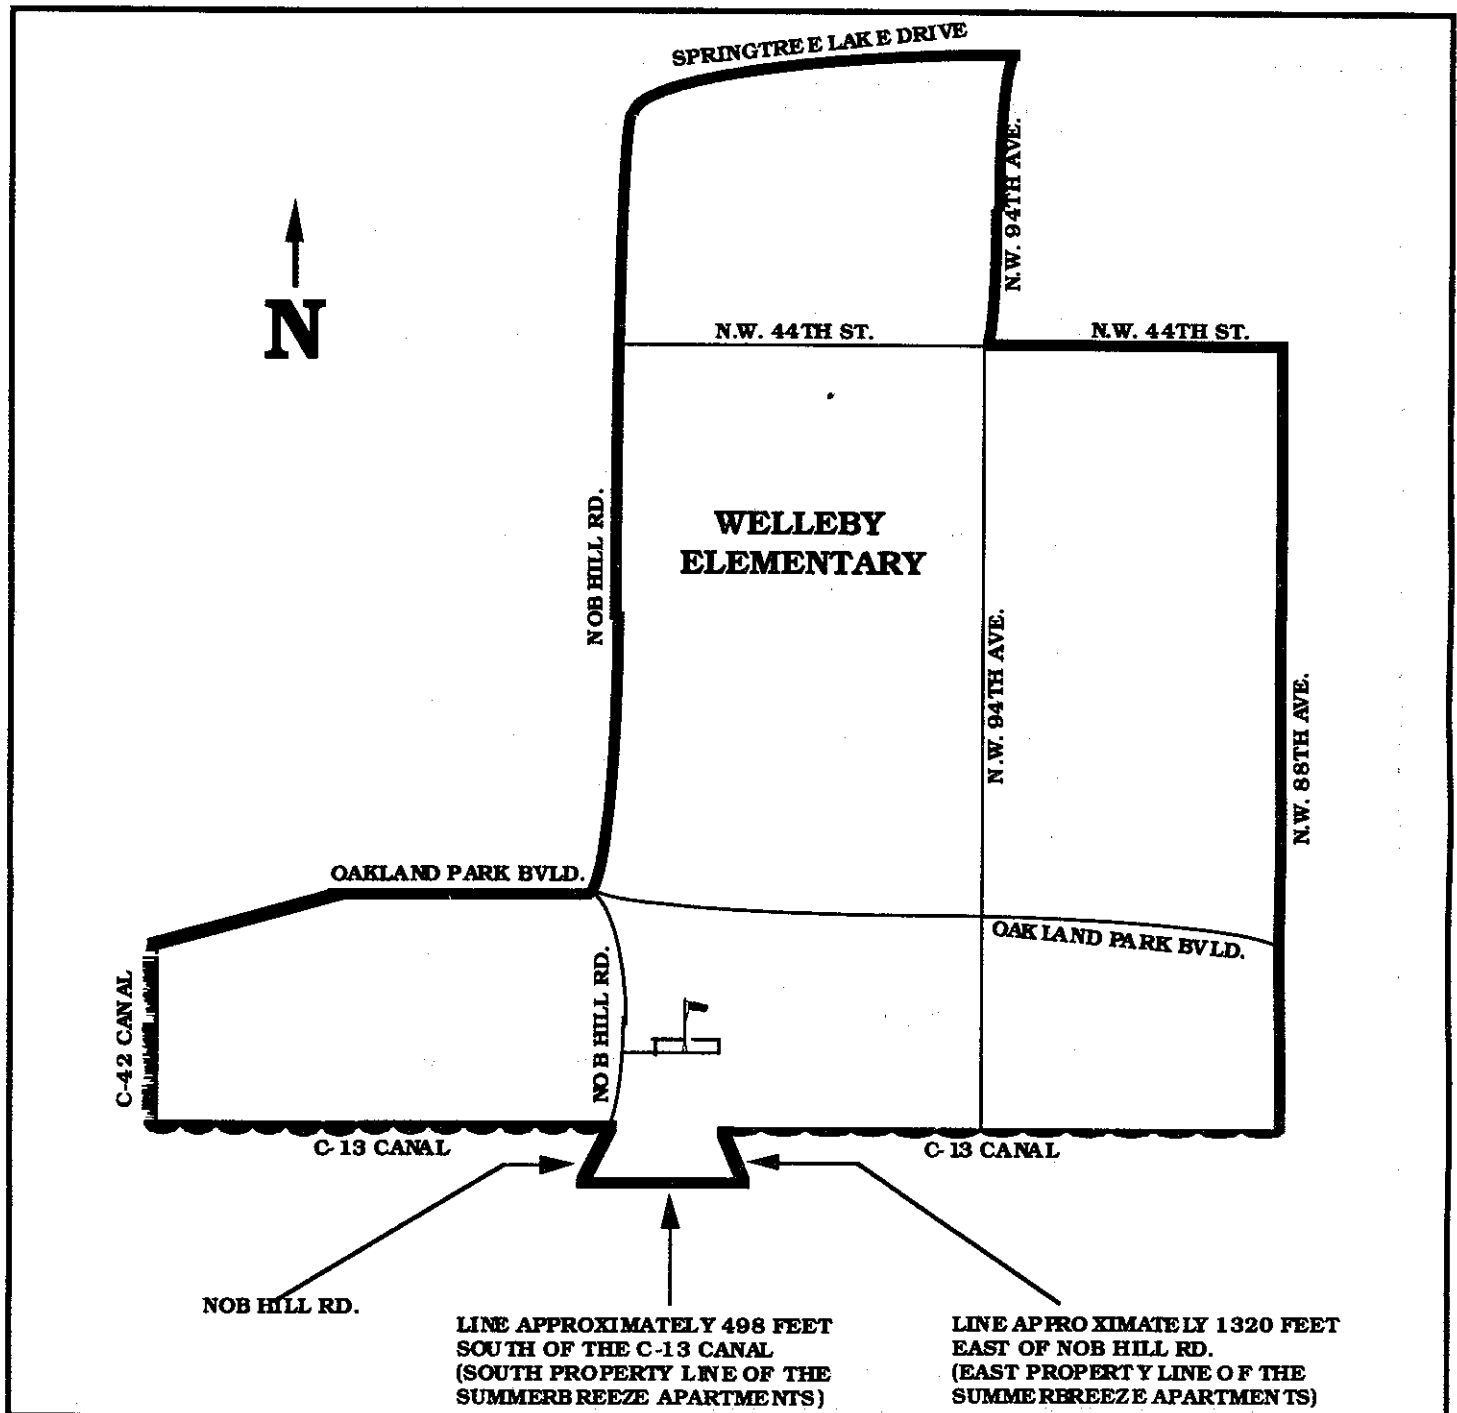 SPRINGTREE LAKE DRIVE
N.W. 94TH AVE.
N
N.W. 44TH ST.
N.W. 44TH ST.
NOB HILL RD.
WELLEBY
ELEMENTARY
N.W. 94TH AVE.
N.W. 88TH AVE.
OAKLAND PARK BVLD.
OAKLAND PARK BVLD.
C-42 CANAL
NOB HILL RD.
C-13 CANAL
C-13 CANAL
NOB HILL RD.
LINE APPROXIMATELY 498 FEET
SOUTH OF THE C-13 CANAL
(SOUTH PROPERTY LINE OF THE
SUMMERBREEZE APARTMENTS)
LINE APPROXIMATELY 1320 FEET
EAST OF NOB HILL RD.
(EAST PROPERTY LINE OF THE
SUMMERBREEZE APARTMENTS)